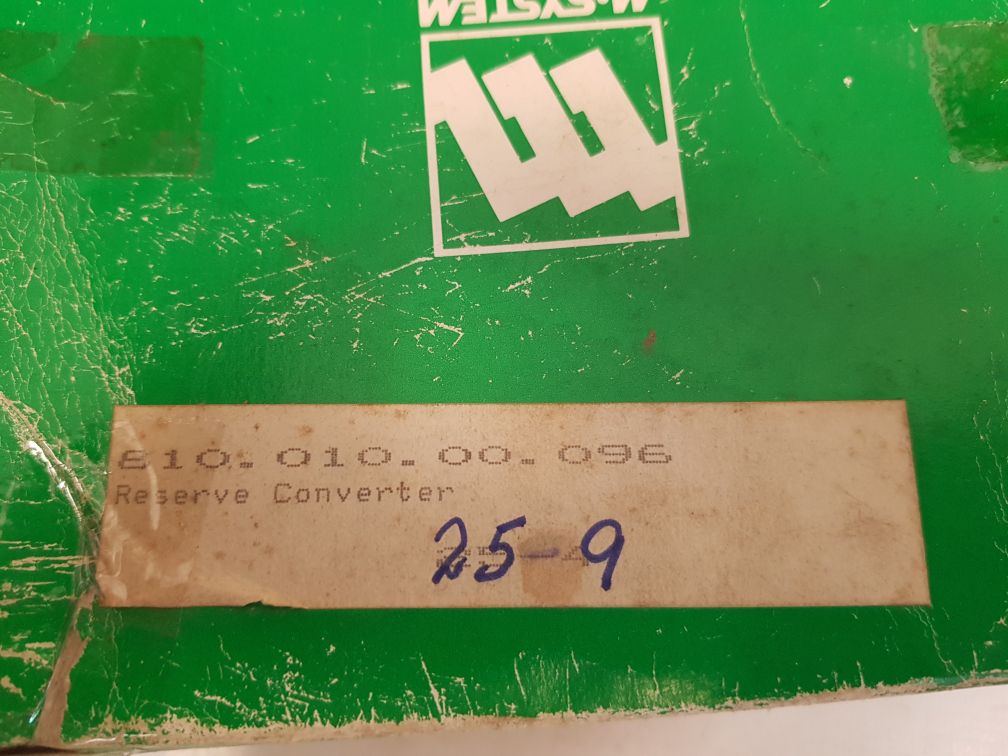 M·SYSTEM
810.010.00.096
Reserve Converter
25-9